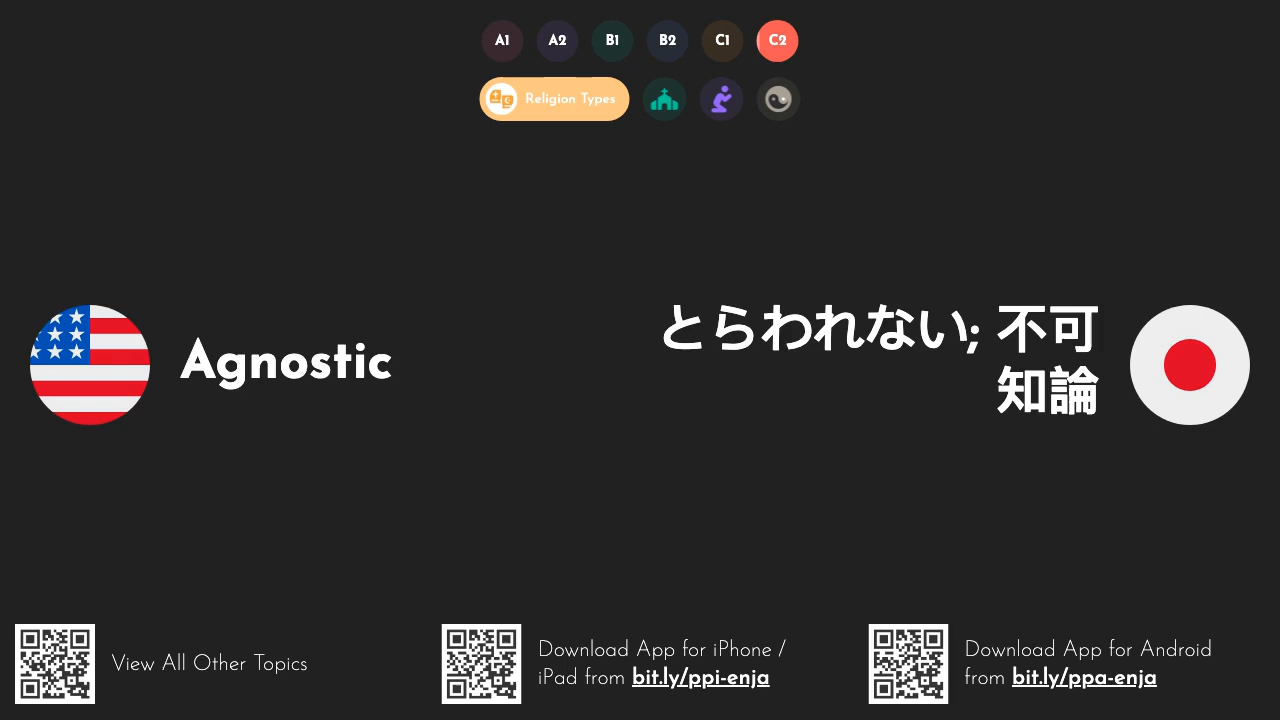 A1 A2 B1 B2 C1 C2
Religion Types
Agnostic
とらわれない; 不可
知論
View All Other Topics
Download App for iPhone /
iPad from bit.ly/ppi-enja
Download App for Android
from bit.ly/ppa-enja